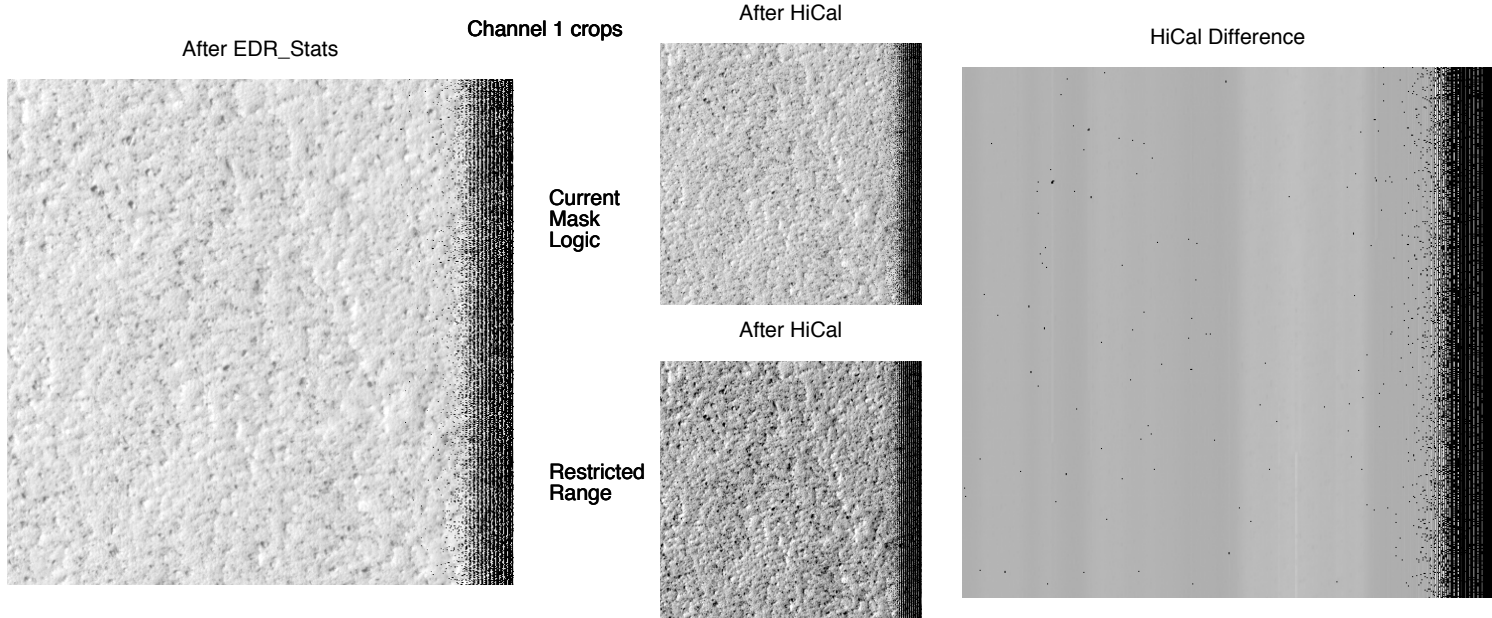 Channel 1 crops
After EDR_Stats
After HiCal
HiCal Difference
Current
Mask
Logic
After HiCal
Restricted
Range